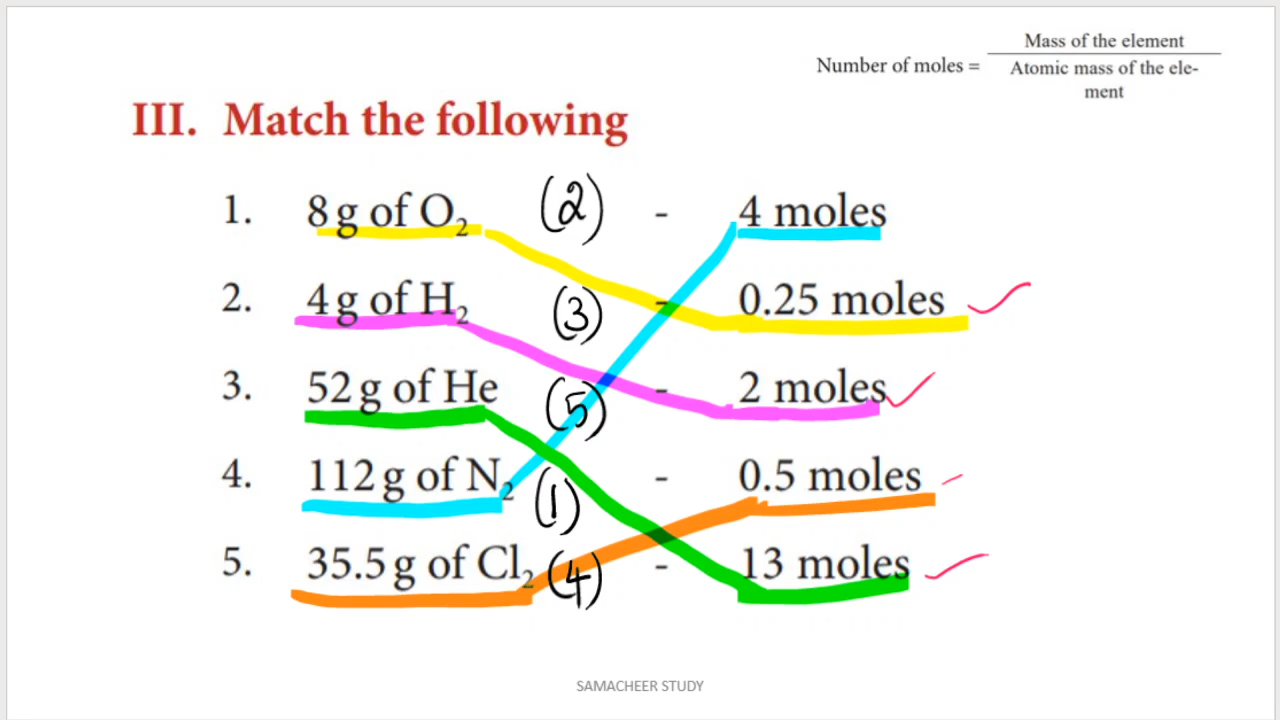 Mass of the element
Number of moles =
Atomic mass of the ele-
ment
III. Match the following
1. 8 g of O₂ (2) - 4 moles
2. 4 g of H₂ (3) - 0.25 moles
3. 52 g of He (5) - 2 moles
4. 112 g of N₂ (1) - 0.5 moles
5. 35.5 g of Cl₂ (4) - 13 moles
SAMACHEER STUDY